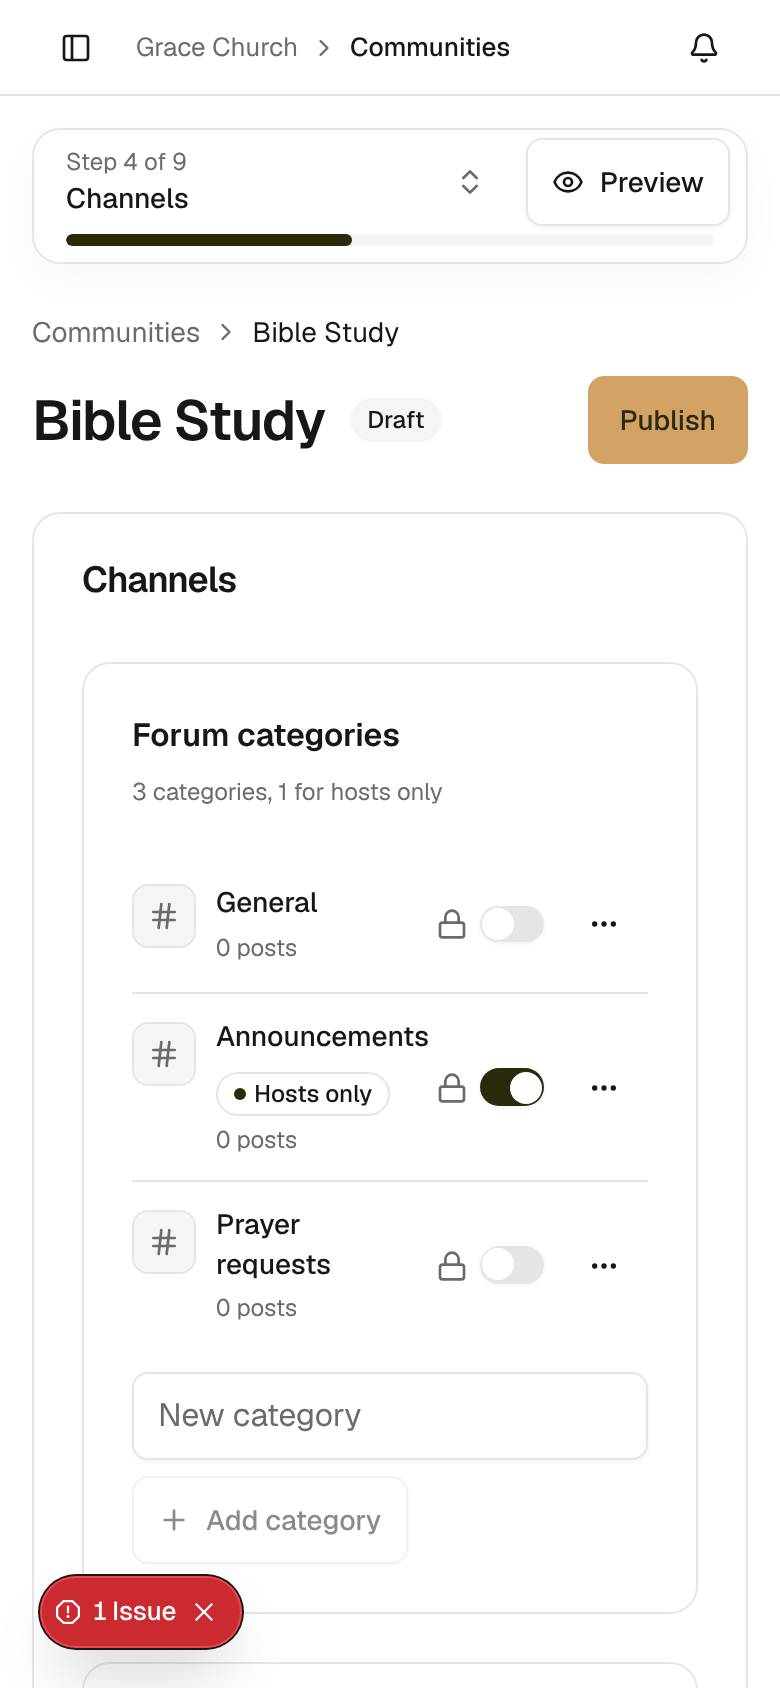 Grace Church > Communities
Step 4 of 9
Channels
Preview
Communities > Bible Study
Bible Study
Draft
Publish
Channels
Forum categories
3 categories, 1 for hosts only
General
0 posts
Announcements
Hosts only
0 posts
Prayer
requests
0 posts
New category
Add category
1 Issue